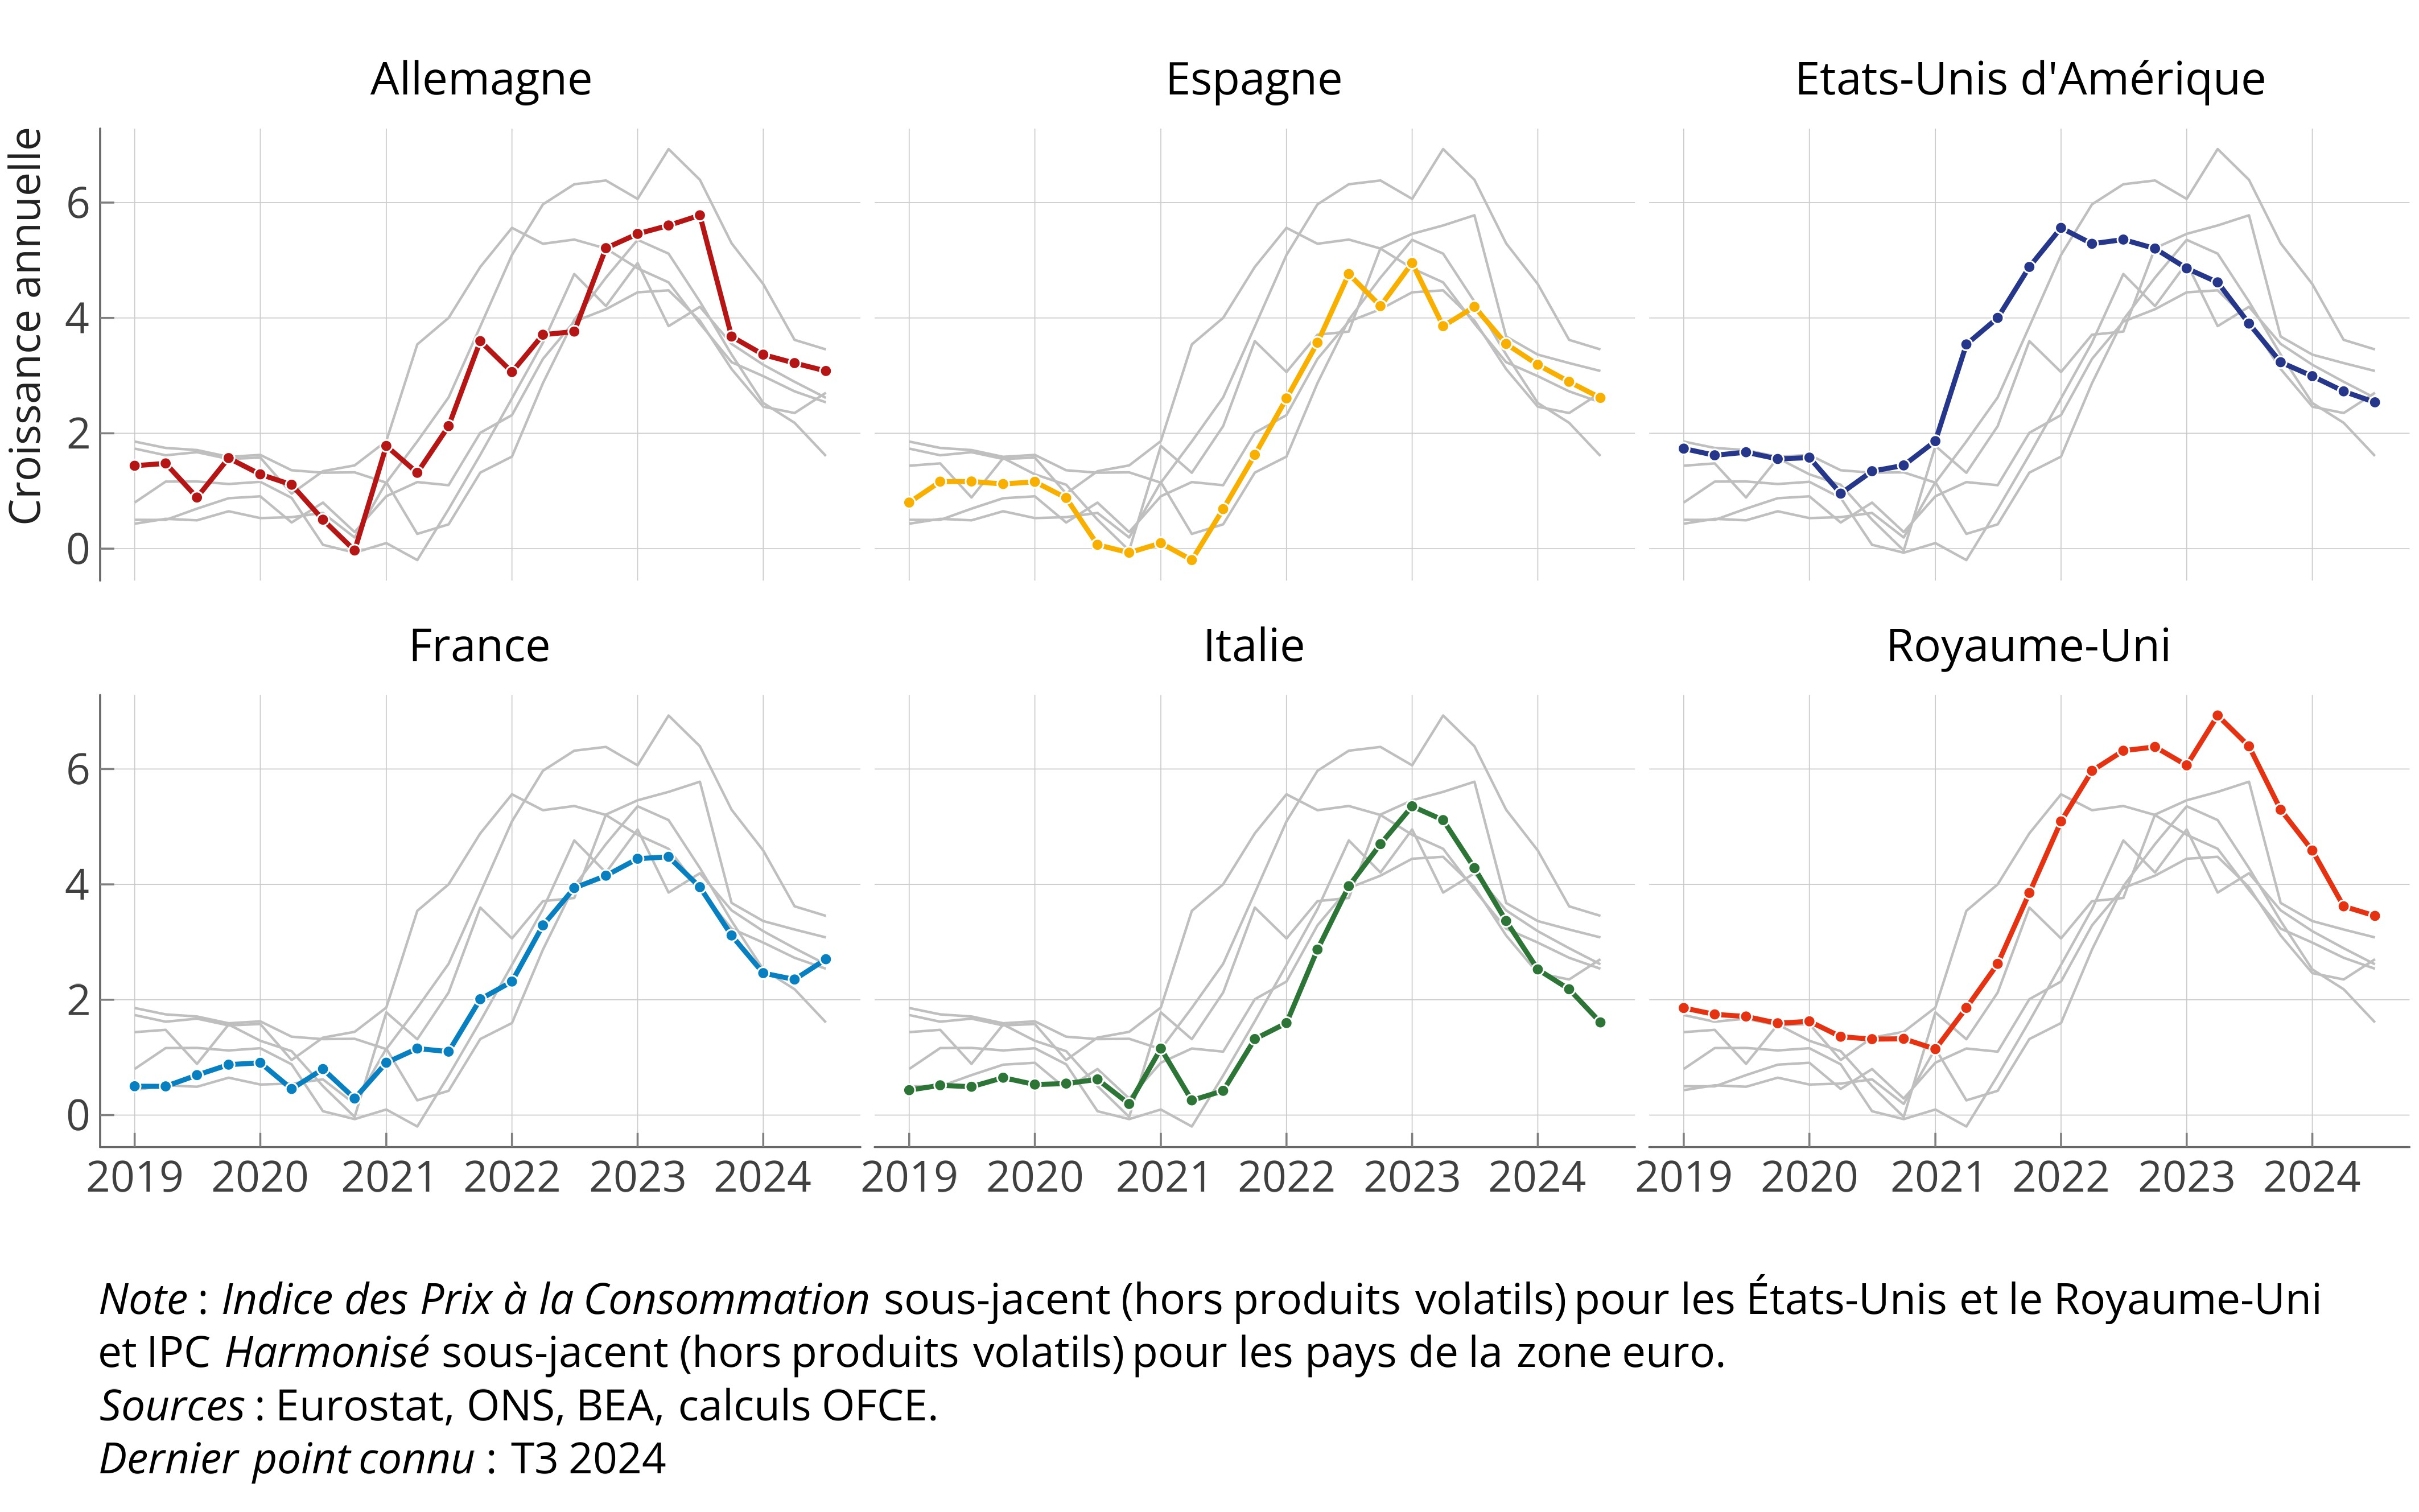 Allemagne
Espagne
Etats-Unis d'Amérique
Croissance annuelle
6
4
2
0
France
Italie
Royaume-Uni
6
4
2
0
2019 2020 2021 2022 2023 2024
2019 2020 2021 2022 2023 2024
2019 2020 2021 2022 2023 2024
Note : Indice des Prix à la Consommation sous-jacent (hors produits volatils) pour les États-Unis et le Royaume-Uni
et IPC Harmonisé sous-jacent (hors produits volatils) pour les pays de la zone euro.
Sources : Eurostat, ONS, BEA, calculs OFCE.
Dernier point connu : T3 2024